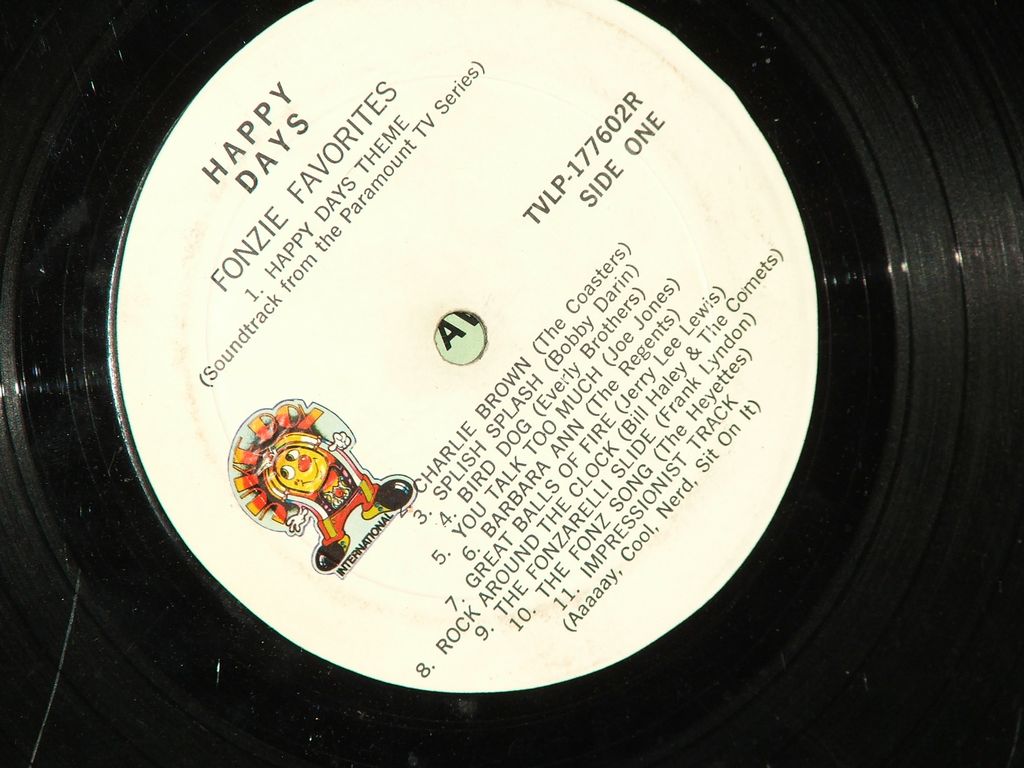 HAPPY
DAYS
FONZIE FAVORITES
1. HAPPY DAYS THEME
(Soundtrack from the Paramount TV Series)
TVLP-177602R
SIDE ONE
A
JUKE BOX
INTERNATIONAL
2. CHARLIE BROWN (The Coasters)
3. SPLISH SPLASH (Bobby Darin)
4. BIRD DOG (Everly Brothers)
5. YOU TALK TOO MUCH (Joe Jones)
6. BARBARA ANN (The Regents)
7. GREAT BALLS OF FIRE (Jerry Lee Lewis)
8. ROCK AROUND THE CLOCK (Bill Haley & The Comets)
9. THE FONZARELLI SLIDE (Frank Lyndon)
10. THE FONZ SONG (The Heyettes)
11. IMPRESSIONIST TRACK
(Aaaaay, Cool, Nerd, Sit On It)